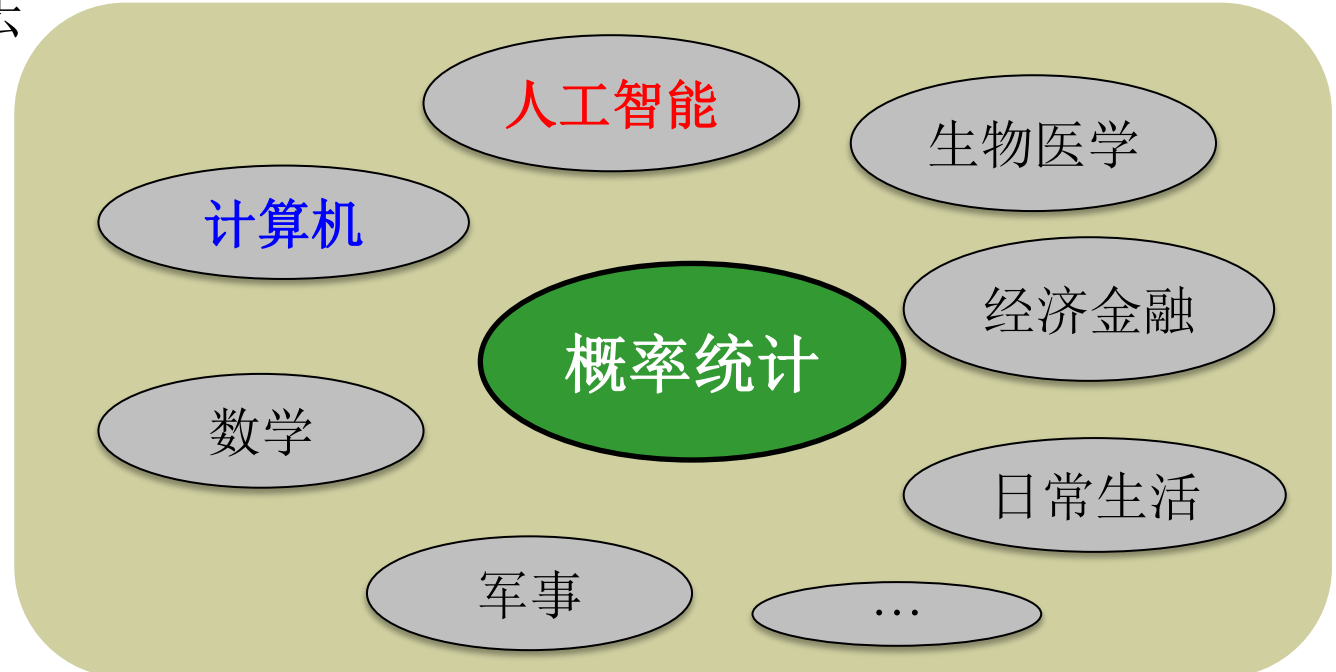 人工智能
生物医学
计算机
经济金融
概率统计
数学
日常生活
军事
…